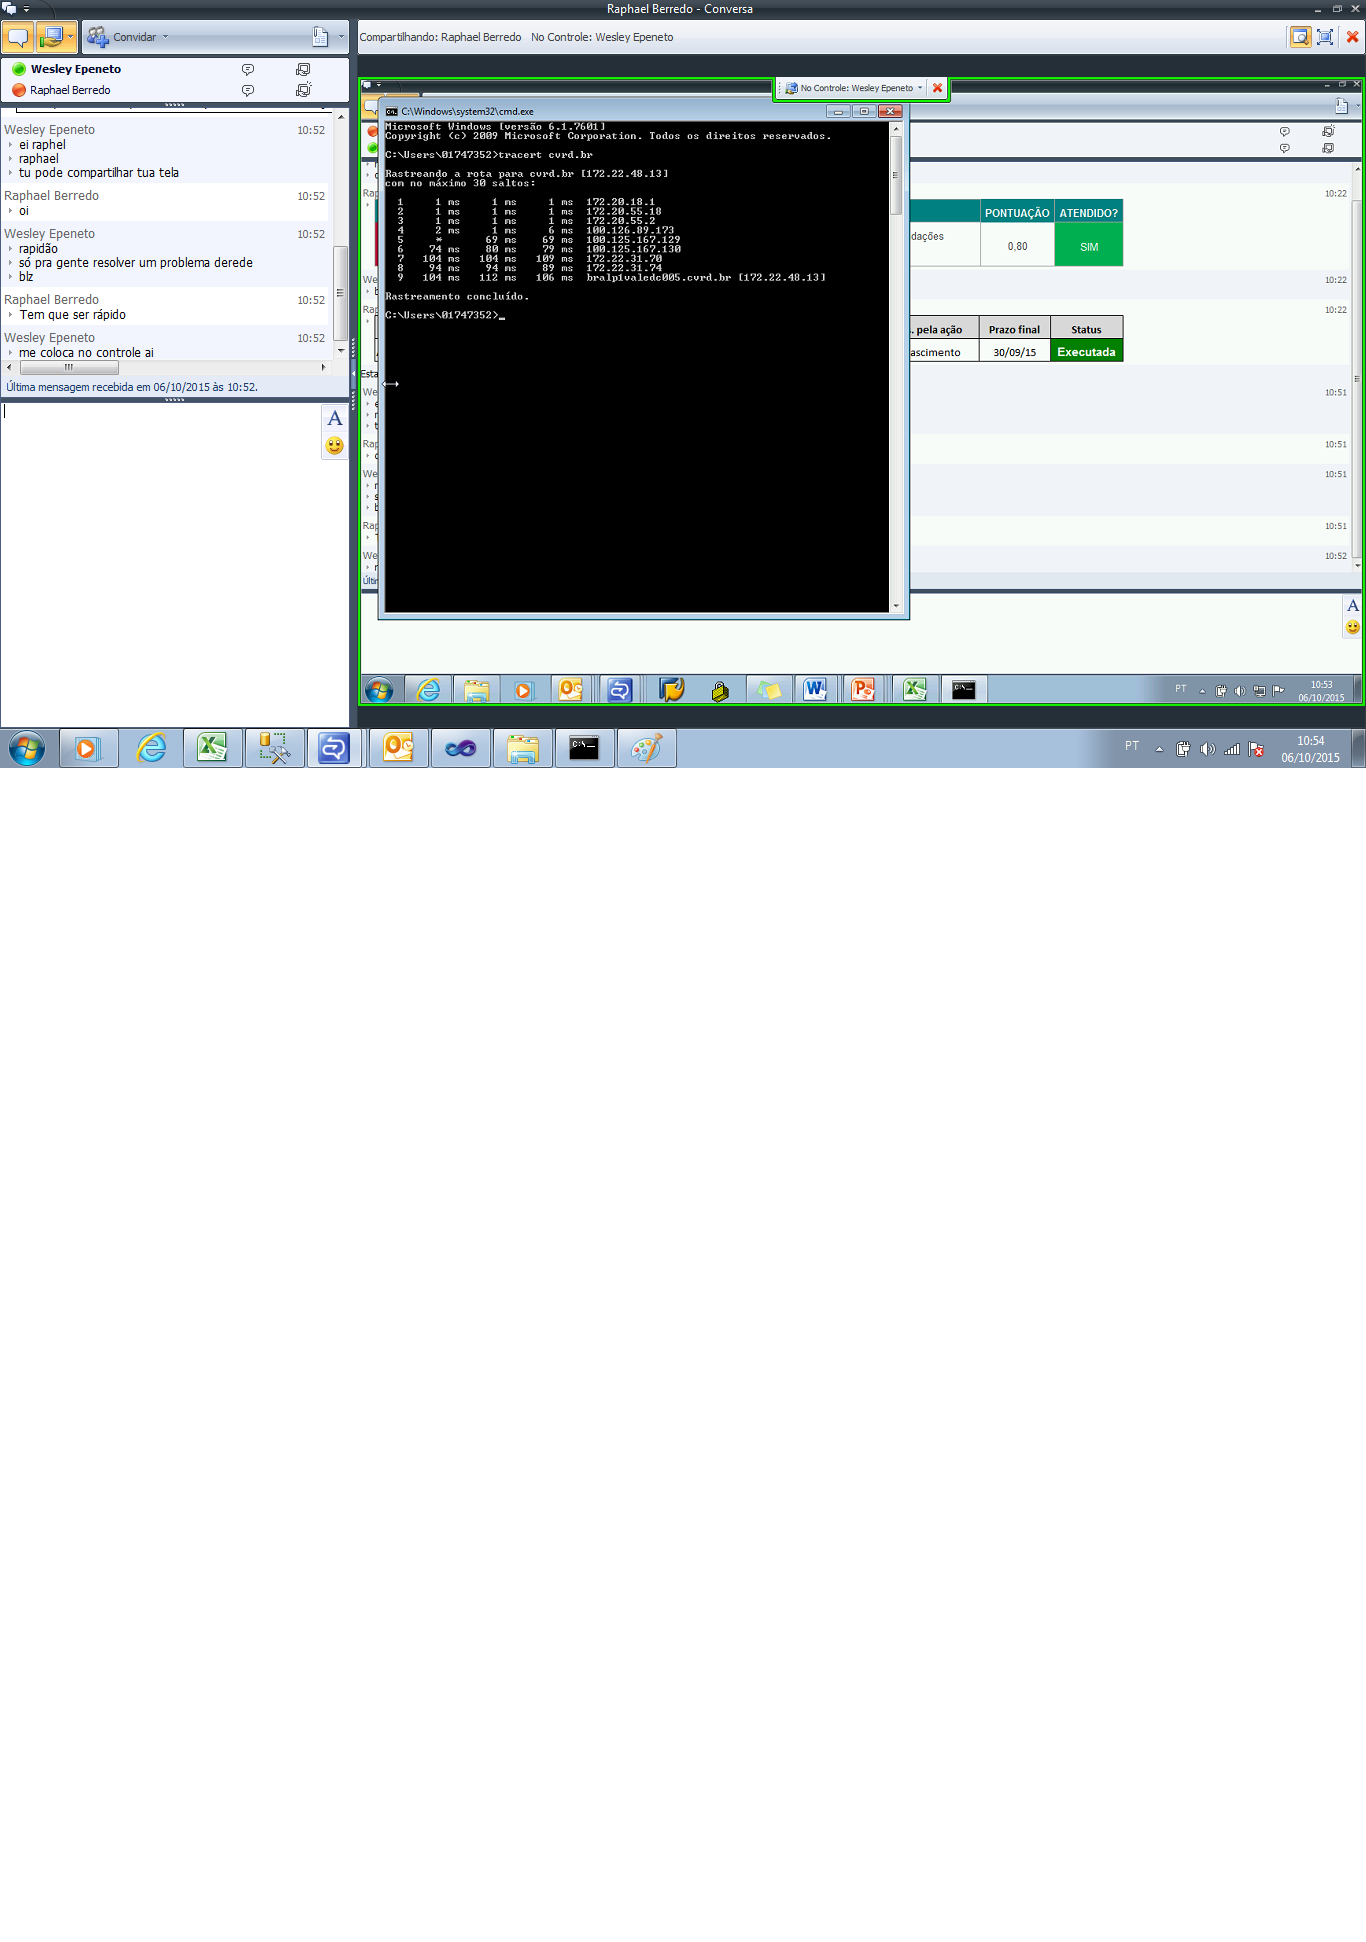 Raphael Berredo - Conversa
Convidar
Compartilhando: Raphael Berredo No Controle: Wesley Epeneto
Wesley Epeneto
Raphael Berredo
Wesley Epeneto 10:52
ei raphel
raphael
tu pode compartilhar tua tela
Raphael Berredo 10:52
oi
Wesley Epeneto 10:52
rapidão
só pra gente resolver um problema derede
blz
Raphael Berredo 10:52
Tem que ser rápido
Wesley Epeneto 10:52
me coloca no controle ai
Última mensagem recebida em 06/10/2015 às 10:52.
A
No Controle: Wesley Epeneto
C:\Windows\system32\cmd.exe
Microsoft Windows [versão 6.1.7601]
Copyright (c) 2009 Microsoft Corporation. Todos os direitos reservados.
C:\Users\01747352>tracert cvrd.br
Rastreando a rota para cvrd.br [172.22.48.13]
com no máximo 30 saltos:
1 1 ms 1 ms 1 ms 172.20.18.1
2 1 ms 1 ms 1 ms 172.20.55.18
3 1 ms 1 ms 1 ms 172.20.55.2
4 2 ms 1 ms 6 ms 100.126.89.173
5 * 69 ms 69 ms 100.125.167.129
6 74 ms 80 ms 79 ms 100.125.167.130
7 104 ms 104 ms 109 ms 172.22.31.70
8 94 ms 94 ms 89 ms 172.22.31.74
9 104 ms 112 ms 106 ms bralpivaledc005.cvrd.br [172.22.48.13]
Rastreamento concluído.
C:\Users\01747352>_
10:22
PONTUAÇÃO ATENDIDO?
dações 0,80 SIM
10:22
10:22
. pela ação Prazo final Status
ascimento 30/09/15 Executada
Esta
10:51
10:51
10:51
10:51
10:52
A
PT 10:53
06/10/2015
PT 10:54
06/10/2015